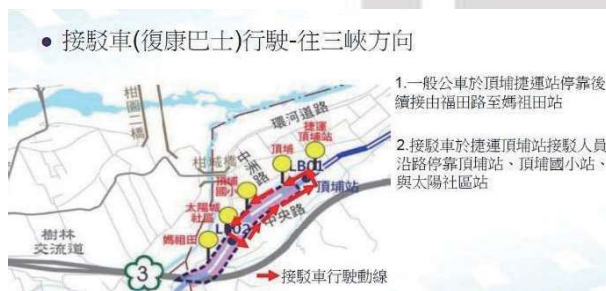 ● 接駁車(復康巴士)行駛-往三峽方向
1.一般公車於頂埔捷運站停靠後
續接由福田路至媽祖田站
2.接駁車於捷運頂埔站接駁人員
沿路停靠頂埔站、頂埔國小站、
與太陽社區站
柑園二橋
環河道路
捷運
頂埔站
中洲路
頂埔
LB01
柑城橋
頂埔站
頂埔
國小
太陽城
社區
中央路
LB02
媽祖田
樹林
交流道
3
接駁車行駛動線